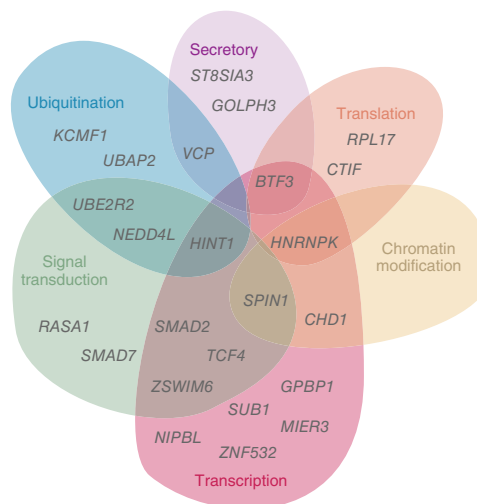 Secretory
ST8SIA3
GOLPH3
Ubiquitination
KCMF1
UBAP2
VCP
Translation
RPL17
CTIF
BTF3
UBE2R2
NEDD4L
HINT1
HNRNPK
Chromatin
modification
Signal
transduction
SPIN1
CHD1
RASA1
SMAD7
SMAD2
TCF4
ZSWIM6
GPBP1
SUB1
MIER3
NIPBL
ZNF532
Transcription